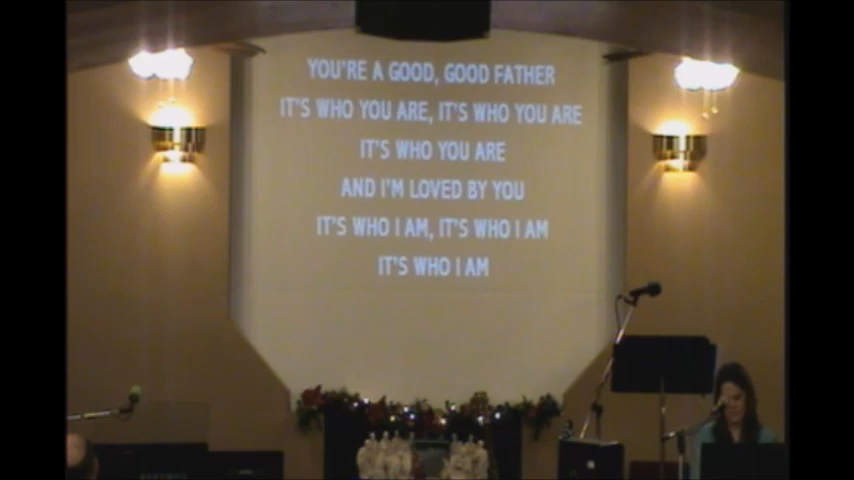 YOU'RE A GOOD, GOOD FATHER
IT'S WHO YOU ARE, IT'S WHO YOU ARE
IT'S WHO YOU ARE
AND I'M LOVED BY YOU
IT'S WHO I AM, IT'S WHO I AM
IT'S WHO I AM